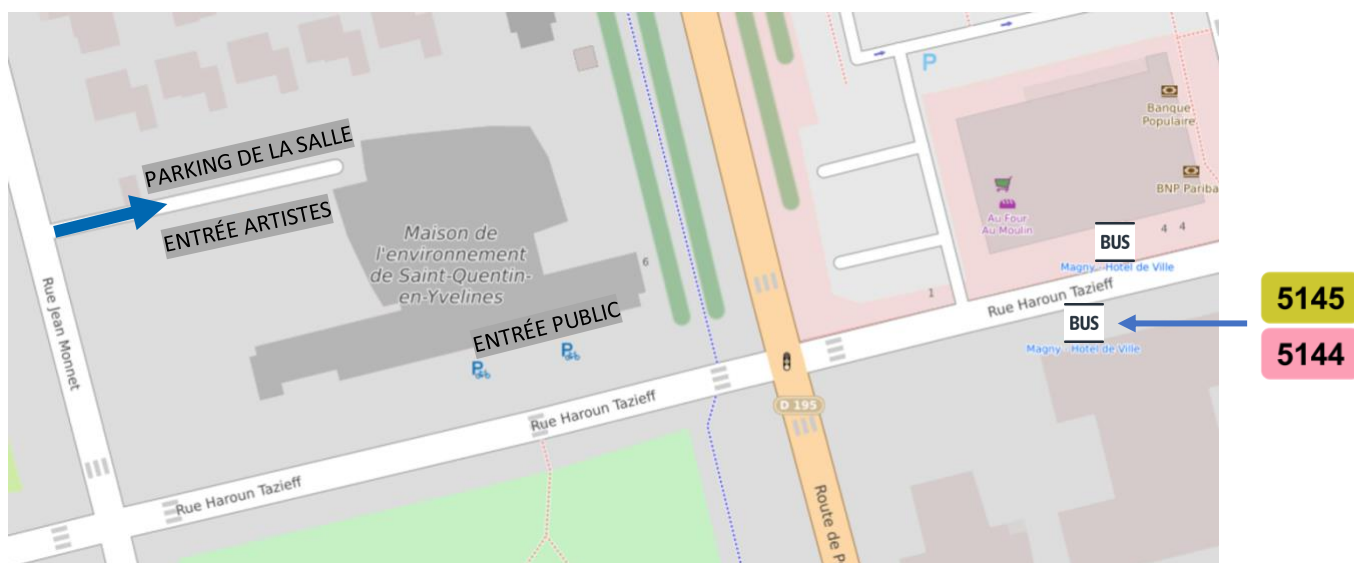 P
Banque
Populaire
PARKING DE LA SALLE
BNP Pariba
ENTRÉE ARTISTES
Au Four
Au Moulin
Maison de
l'environnement
de Saint-Quentin-
en-Yvelines
6
4 4
BUS
Magny - Hôtel de Ville
Rue Jean Monnet
1
Rue Haroun Tazieff
5145
ENTRÉE PUBLIC
BUS
Magny - Hôtel de Ville
5144
P
P
D 195
Rue Haroun Tazieff
Rue Haroun Tazieff
Route de P